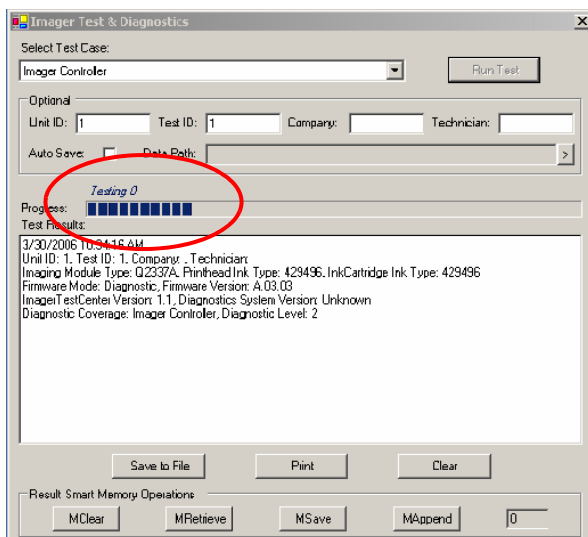 Imager Test & Diagnostics
Select Test Case:
Imager Controller
Run Test
Optional
Unit ID: 1 Test ID: 1 Company: Technician:
Auto Save: Data Path: >
Testing 0
Progress:
Test Results:
3/30/2006 10:34:16 AM
Unit ID: 1, Test ID: 1, Company: , Technician:
Imaging Module Type: Q2337A, Printhead Ink Type: 429496, InkCartridge Ink Type: 429496
Firmware Mode: Diagnostic, Firmware Version: A.03.03
ImagerTestCenter Version: 1.1, Diagnostics System Version: Unknown
Diagnostic Coverage: Imager Controller, Diagnostic Level: 2
Save to File Print Clear
Result Smart Memory Operations
MClear MRetrieve MSave MAppend 0